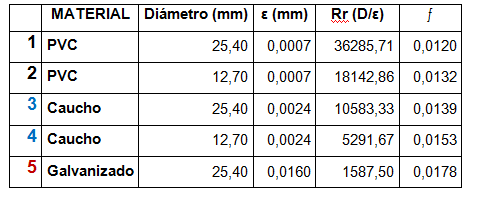 MATERIAL Diámetro (mm) ε (mm) Rr (D/ε) ƒ
1 PVC 25,40 0,0007 36285,71 0,0120
2 PVC 12,70 0,0007 18142,86 0,0132
3 Caucho 25,40 0,0024 10583,33 0,0139
4 Caucho 12,70 0,0024 5291,67 0,0153
5 Galvanizado 25,40 0,0160 1587,50 0,0178